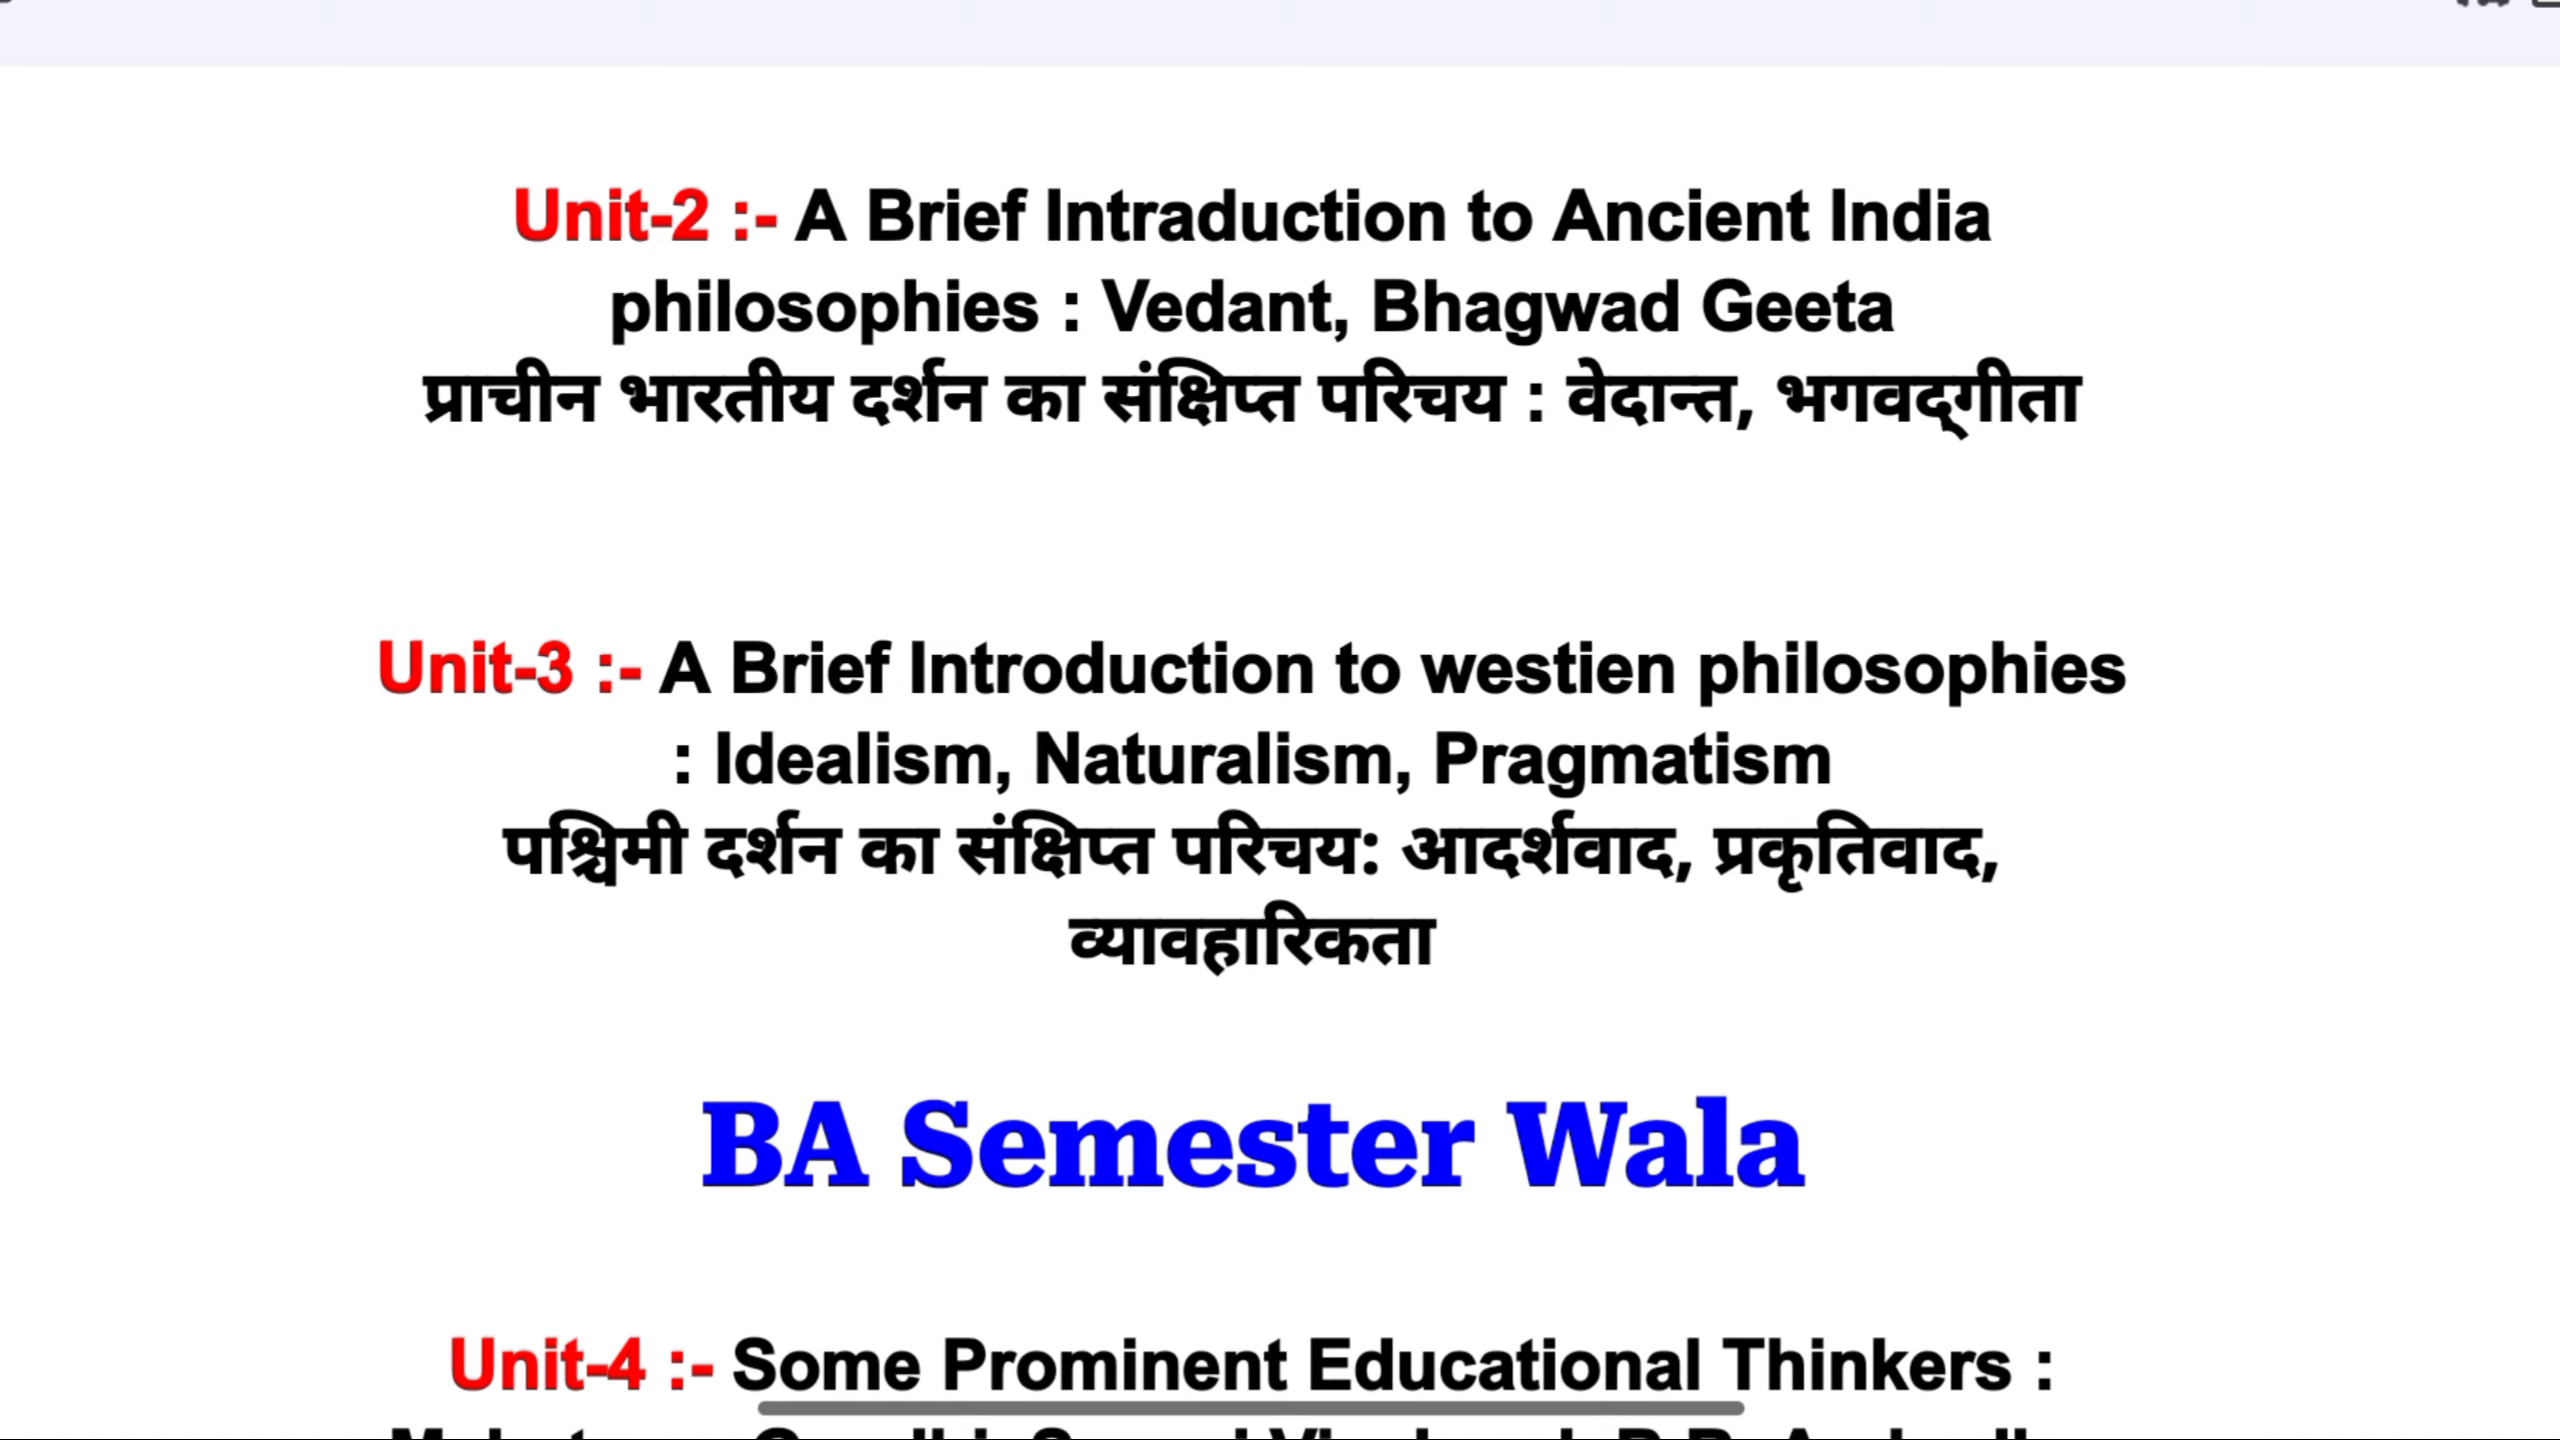 Unit-2 :- A Brief Intraduction to Ancient India
philosophies : Vedant, Bhagwad Geeta
प्राचीन भारतीय दर्शन का संक्षिप्त परिचय : वेदान्त, भगवद्‌गीता
Unit-3 :- A Brief Introduction to westien philosophies
: Idealism, Naturalism, Pragmatism
पश्चिमी दर्शन का संक्षिप्त परिचय: आदर्शवाद, प्रकृतिवाद,
व्यावहारिकता
BA Semester Wala
Unit-4 :- Some Prominent Educational Thinkers :